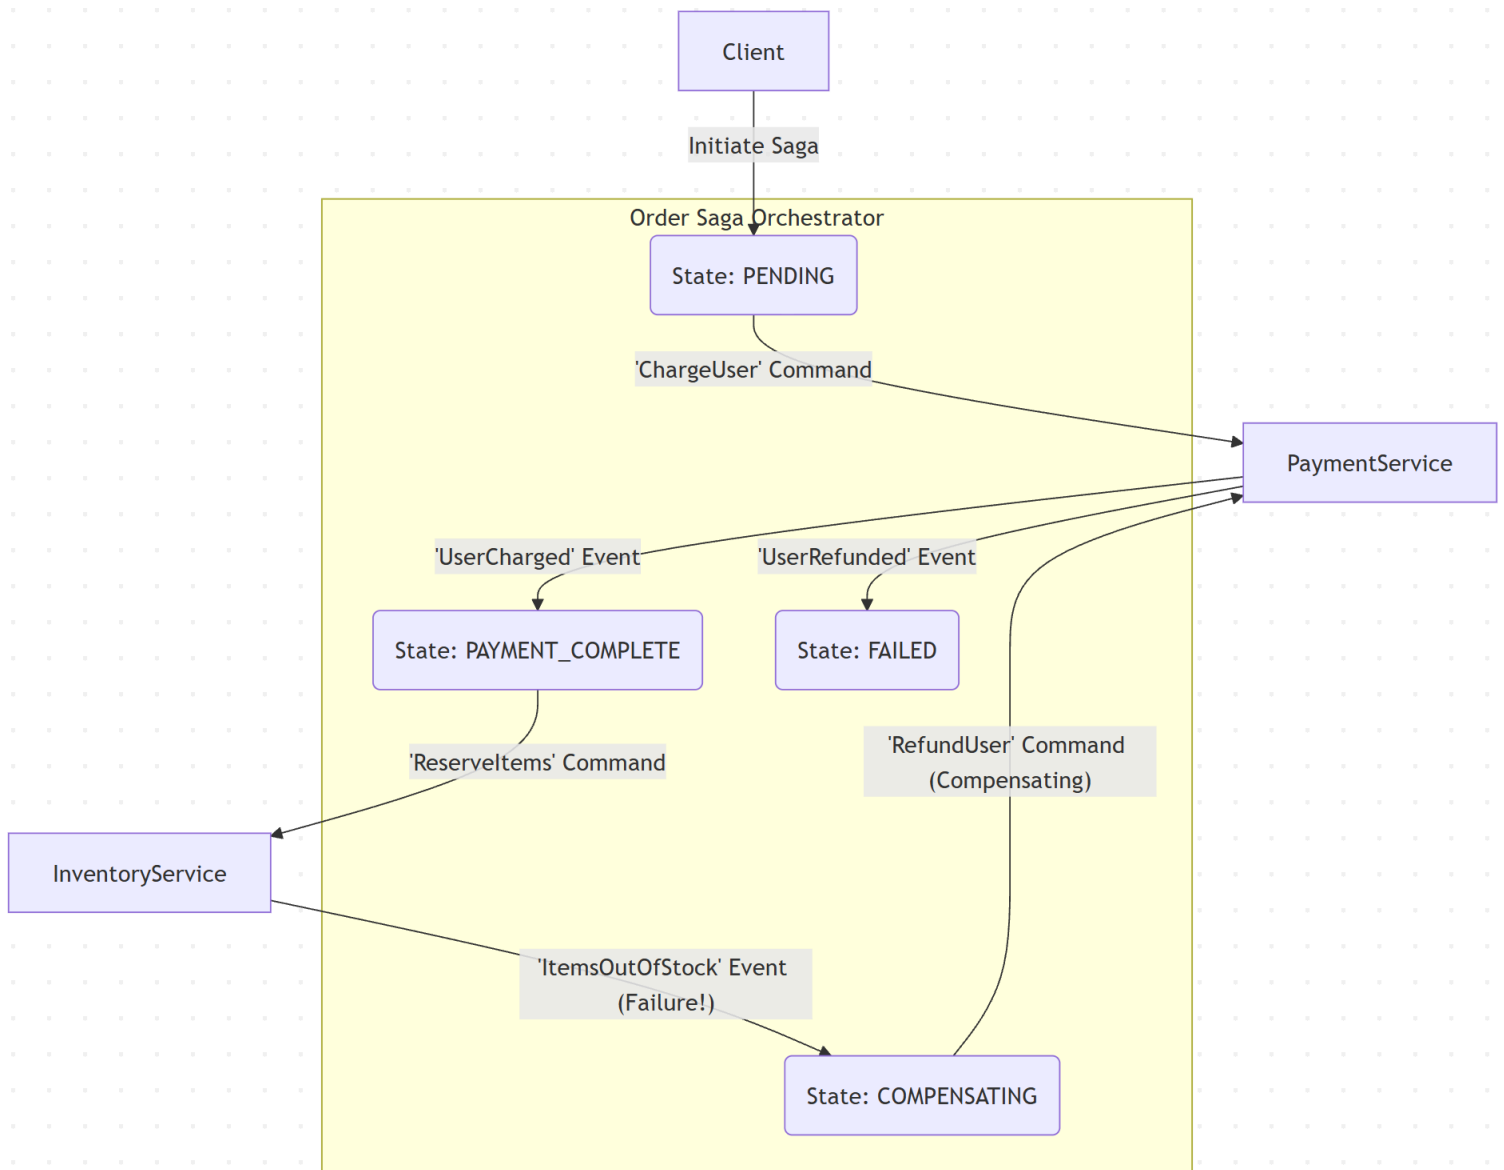 Client
Initiate Saga
Order Saga Orchestrator
State: PENDING
'ChargeUser' Command
PaymentService
'UserCharged' Event
'UserRefunded' Event
State: PAYMENT_COMPLETE
State: FAILED
'RefundUser' Command
(Compensating)
'ReserveItems' Command
InventoryService
'ItemsOutOfStock' Event
(Failure!)
State: COMPENSATING